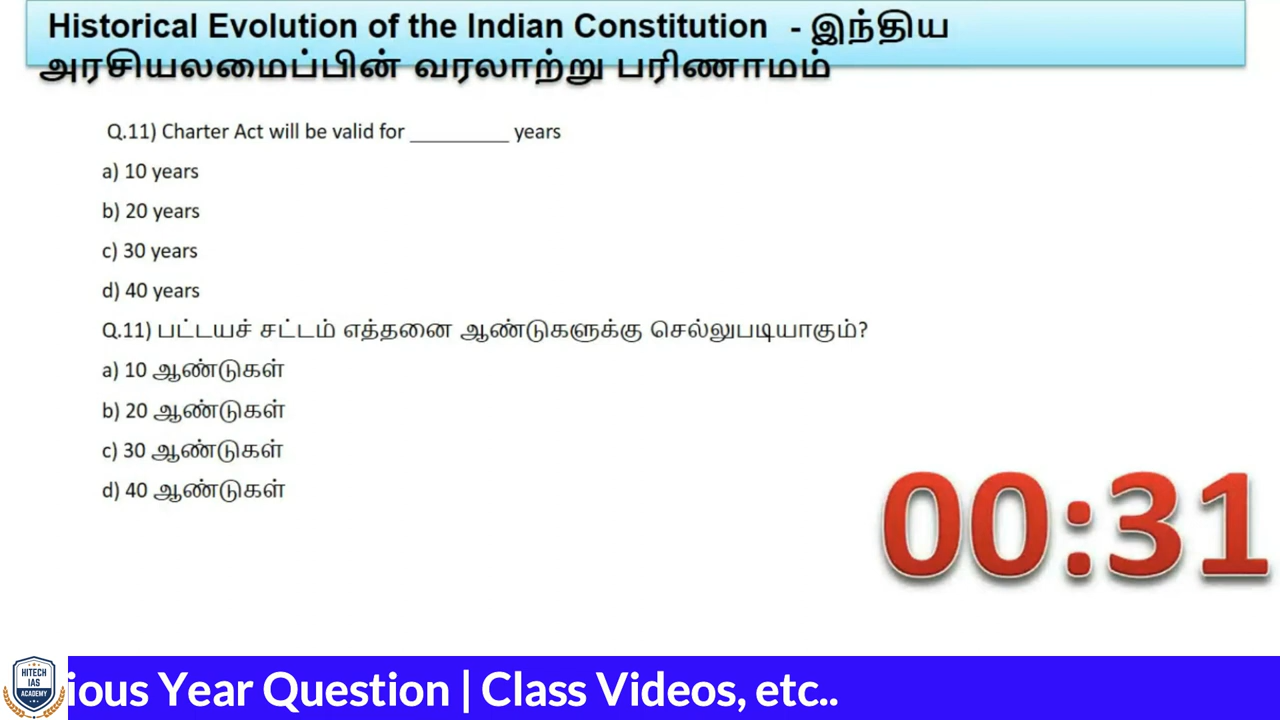 Historical Evolution of the Indian Constitution - இந்திய
அரசியலமைப்பின் வரலாற்று பரிணாமம்
Q.11) Charter Act will be valid for _________ years
a) 10 years
b) 20 years
c) 30 years
d) 40 years
Q.11) பட்டயச் சட்டம் எத்தனை ஆண்டுகளுக்கு செல்லுபடியாகும்?
a) 10 ஆண்டுகள்
b) 20 ஆண்டுகள்
c) 30 ஆண்டுகள்
d) 40 ஆண்டுகள்
00:31
HITECH
IAS
ACADEMY
ious Year Question | Class Videos, etc..